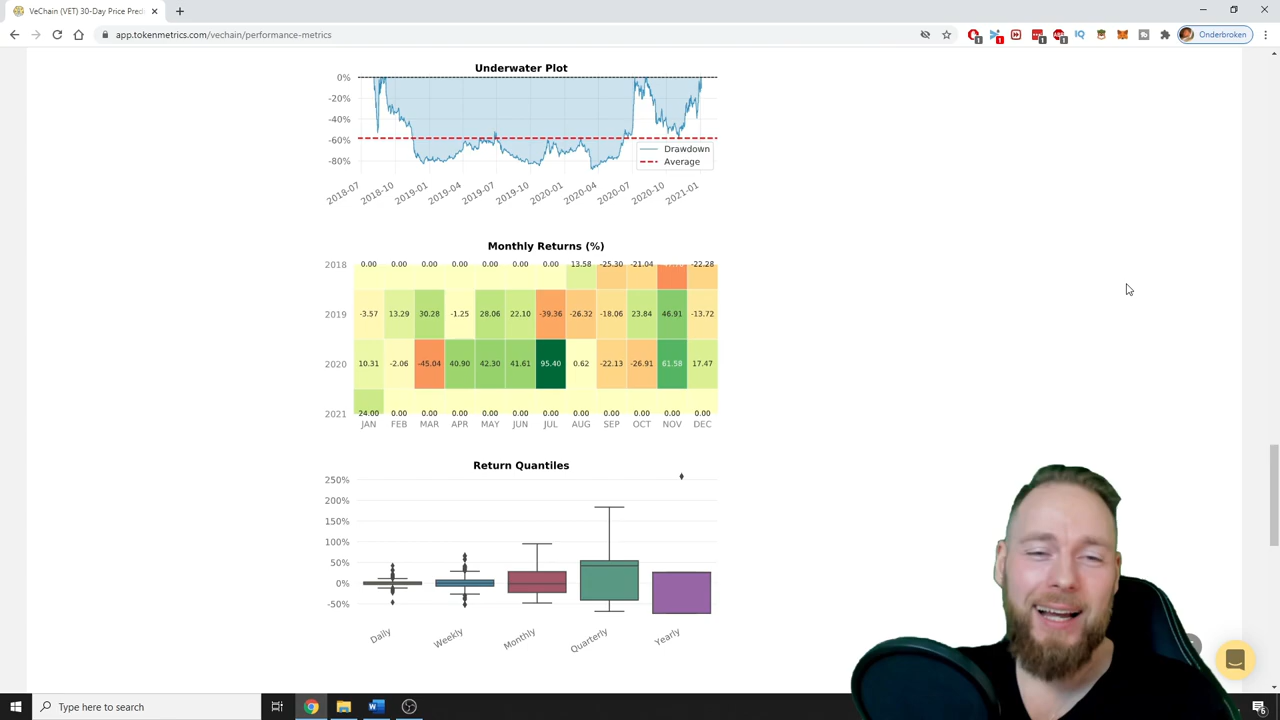 VeChain (VET) 30-Day Price Predi
app.tokenmetrics.com/vechain/performance-metrics
Onderbroken
Underwater Plot
0%
-20%
-40%
-60%
-80%
Drawdown
Average
2018-07 2018-10 2019-01 2019-04 2019-07 2019-10 2020-01 2020-04 2020-07 2020-10 2021-01
Monthly Returns (%)
2018 0.00 0.00 0.00 0.00 0.00 0.00 0.00 13.58 -25.30 -21.04 -22.28
2019 -3.57 13.29 30.28 -1.25 28.06 22.10 -39.36 -26.32 -18.06 23.84 46.91 -13.72
2020 10.31 -2.06 -45.04 40.90 42.30 41.61 95.40 0.62 -22.13 -26.91 61.58 17.47
2021 24.00 0.00 0.00 0.00 0.00 0.00 0.00 0.00 0.00 0.00 0.00 0.00
JAN FEB MAR APR MAY JUN JUL AUG SEP OCT NOV DEC
Return Quantiles
250%
200%
150%
100%
50%
0%
-50%
Daily Weekly Monthly Quarterly Yearly
Type here to search